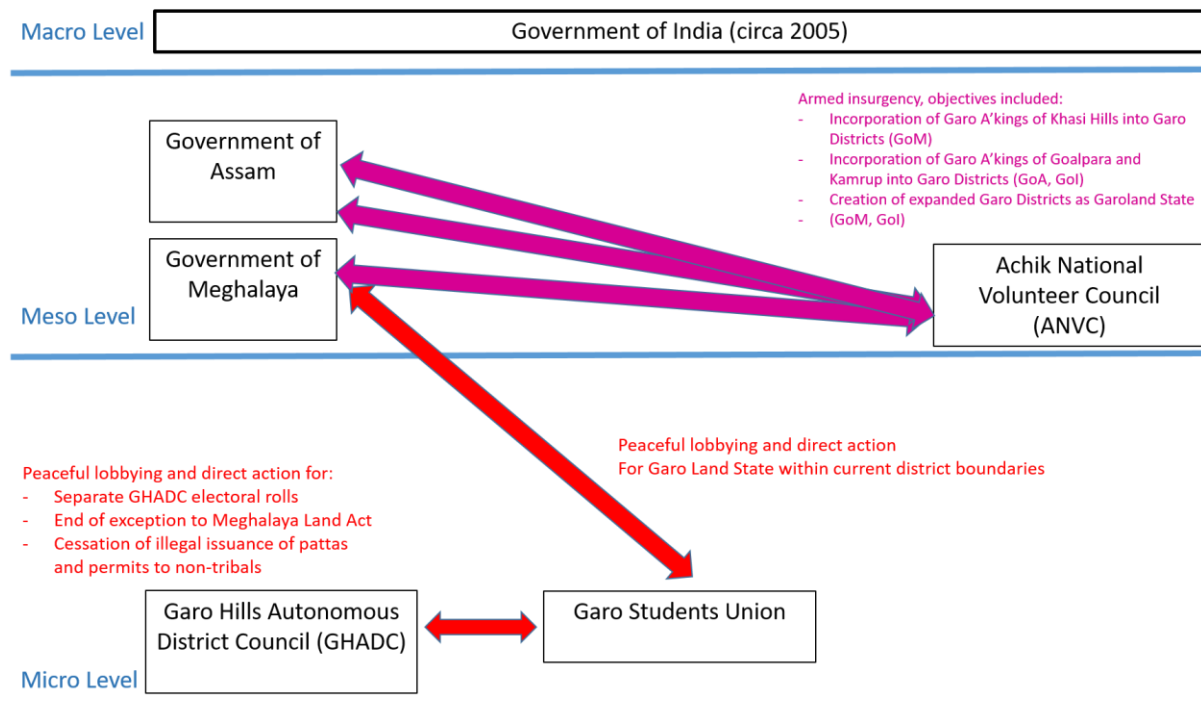 Macro Level
Government of India (circa 2005)
Armed insurgency, objectives included:
- Incorporation of Garo A'kings of Khasi Hills into Garo
Districts (GoM)
- Incorporation of Garo A'kings of Goalpara and
Kamrup into Garo Districts (GoA, GoI)
- Creation of expanded Garo Districts as Garoland State
- (GoM, GoI)
Government of
Assam
Government of
Meghalaya
Achik National
Volunteer Council
(ANVC)
Meso Level
Peaceful lobbying and direct action
For Garo Land State within current district boundaries
Peaceful lobbying and direct action for:
- Separate GHADC electoral rolls
- End of exception to Meghalaya Land Act
- Cessation of illegal issuance of pattas
and permits to non-tribals
Garo Hills Autonomous
District Council (GHADC)
Garo Students Union
Micro Level